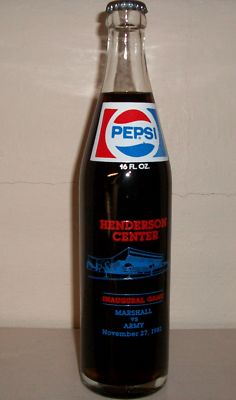 PEPSI
16 FL. OZ.
HENDERSON
CENTER
INAUGURAL GAME
MARSHALL
VS
ARMY
November 27, 1981